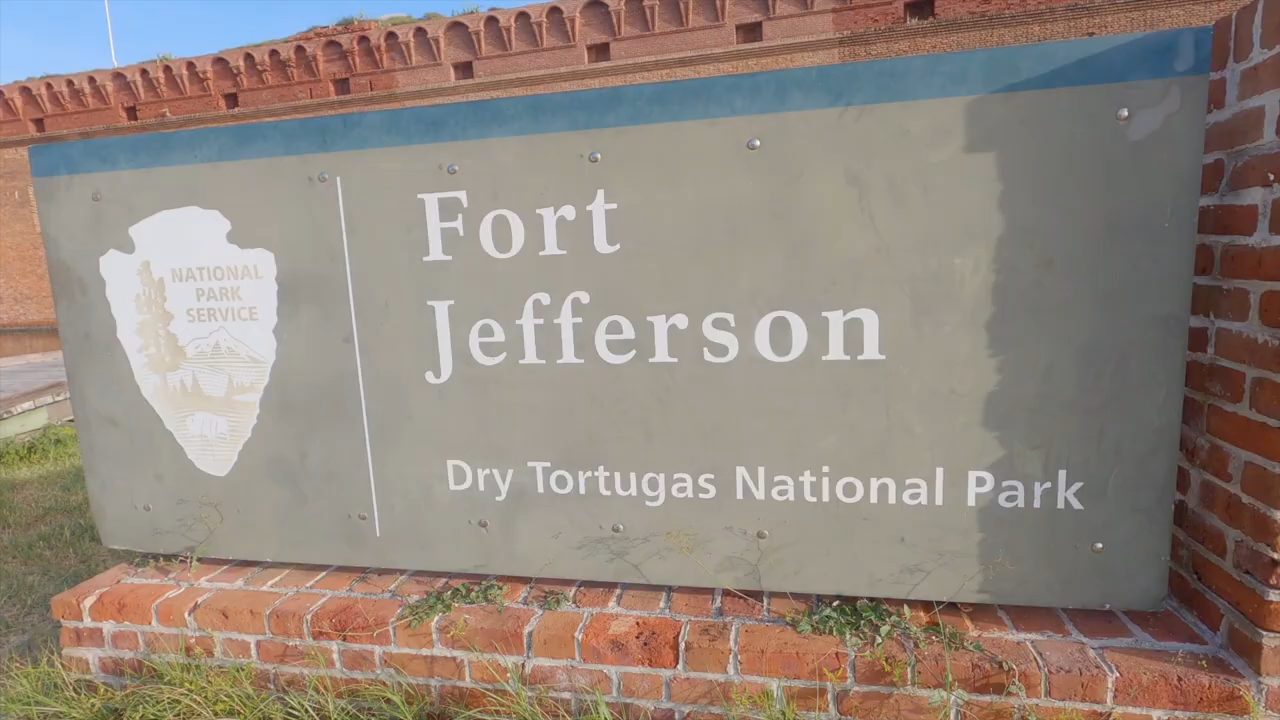 NATIONAL
PARK
SERVICE
Fort
Jefferson
Dry Tortugas National Park